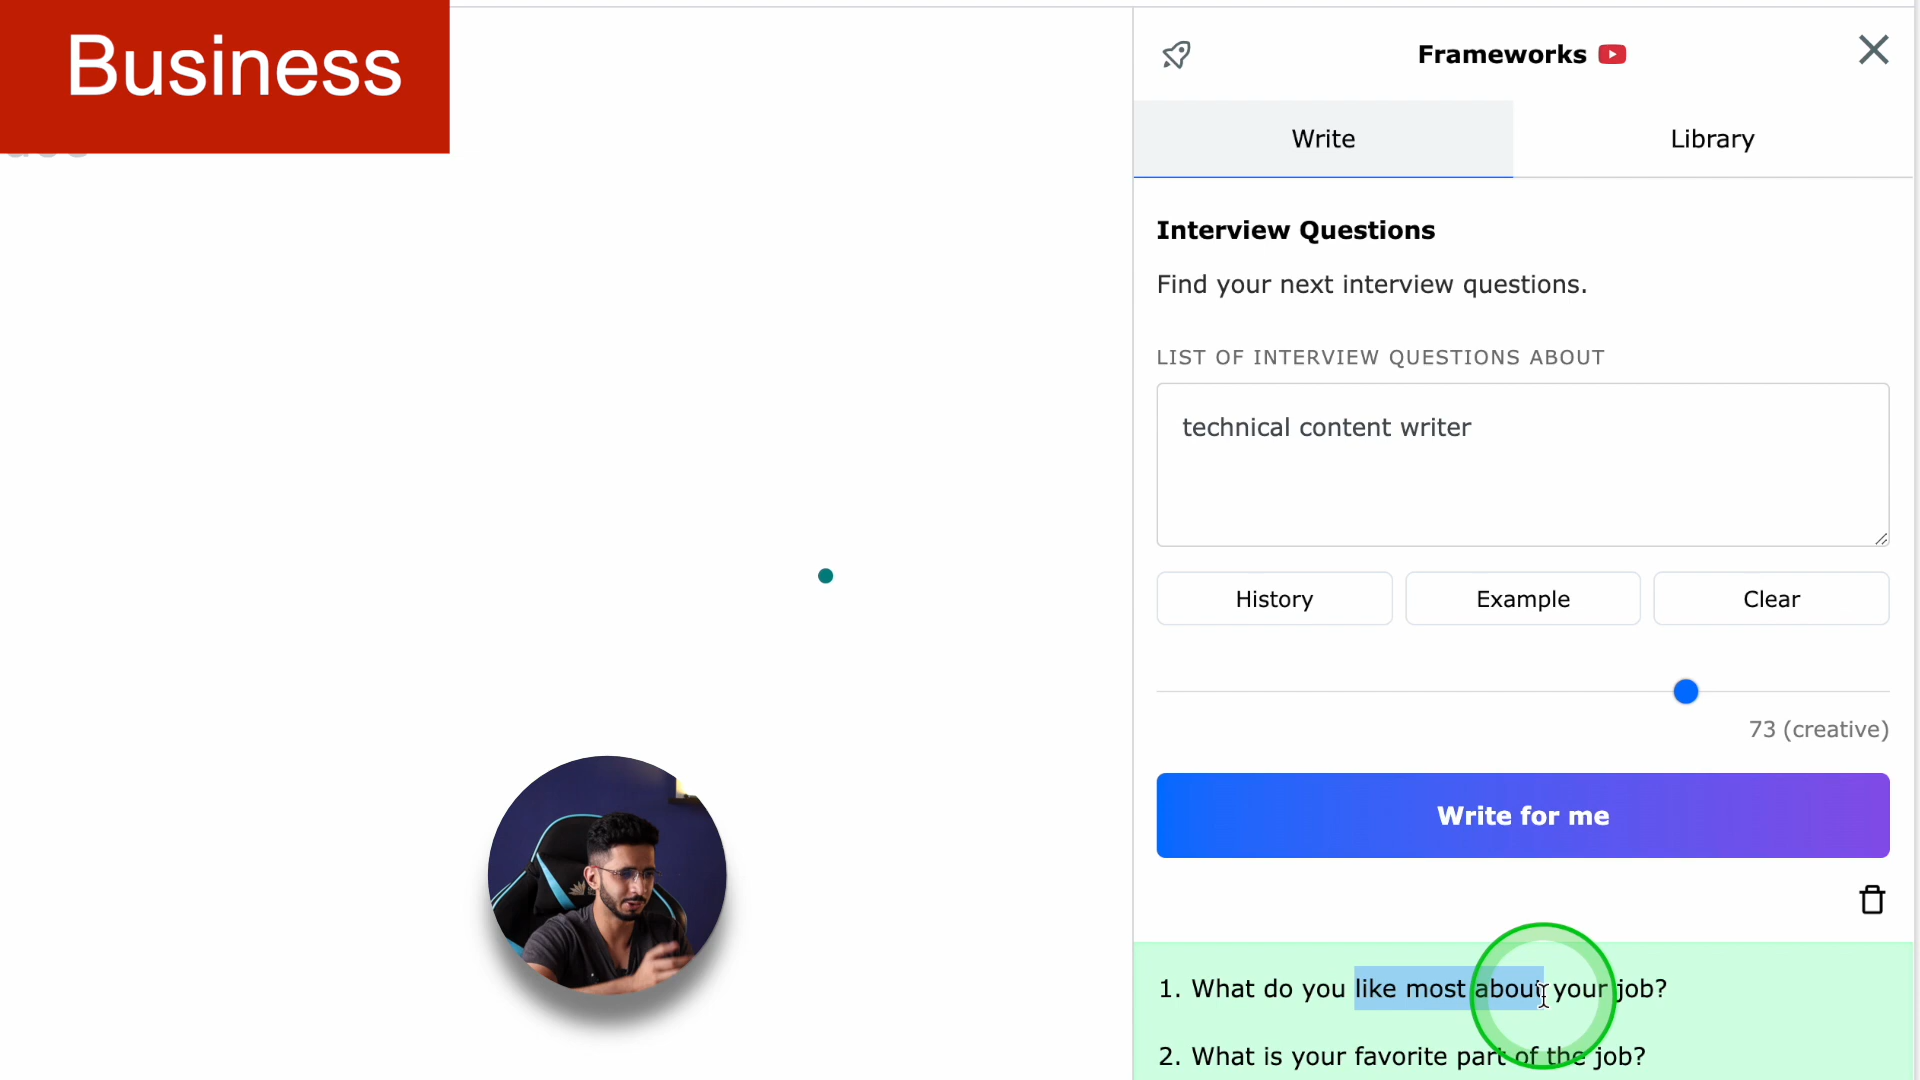 Business
Frameworks
Write
Library
Interview Questions
Find your next interview questions.
LIST OF INTERVIEW QUESTIONS ABOUT
technical content writer
History
Example
Clear
73 (creative)
Write for me
1. What do you like most about your job?
2. What is your favorite part of the job?